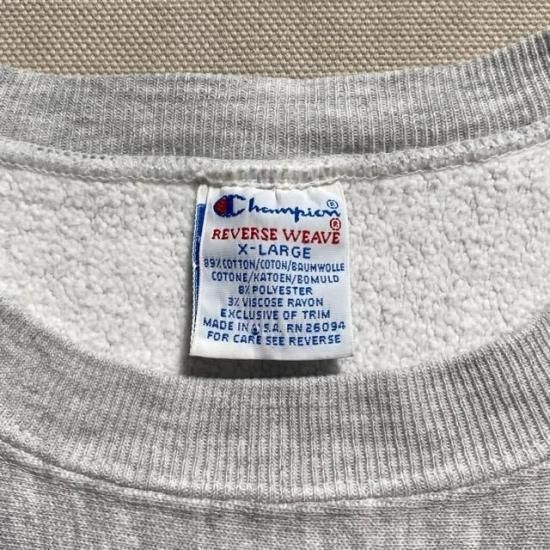 Champion®
REVERSE WEAVE®
X-LARGE
89% COTTON/COTON/BAUMWOLLE
COTONE/KATOEN/BOMULD
8% POLYESTER
3% VISCOSE RAYON
EXCLUSIVE OF TRIM
MADE IN U.S.A. RN 26094
FOR CARE SEE REVERSE